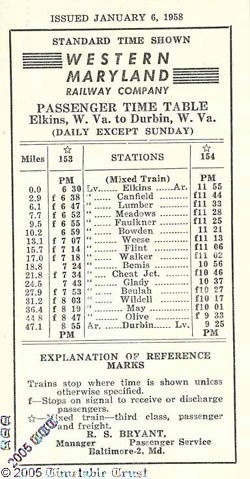 ISSUED JANUARY 6, 1958
STANDARD TIME SHOWN
WESTERN
MARYLAND
RAILWAY COMPANY
PASSENGER TIME TABLE
Elkins, W. Va. to Durbin, W. Va.
(DAILY EXCEPT SUNDAY)
Miles ☆ 153 STATIONS ☆ 154
PM (Mixed Train) PM
0.0 6 30 Lv. Elkins Ar. 11 55
2.9 f 6 38 " Canfield f11 44
6.1 f 6 47 " Lumber f11 33
7.7 f 6 52 " Meadows f11 28
9.5 f 6 55 " Faulkner f11 25
10.2 6 59 " Bowden 11 21
13.1 f 7 07 " Weese f11 13
15.7 f 7 14 " Flint f11 06
17.0 f 7 18 " Walker f11 02
18.8 7 24 " Bemis 10 56
21.8 f 7 34 " Cheat Jct. f10 46
24.5 7 43 " Glady 10 37
27.9 f 7 53 " Beulah f10 27
31.2 f 8 03 " Wildell f10 17
36.4 f 8 19 " May f10 01
44.8 f 8 47 " Olive f 9 33
47.1 8 55 Ar. Durbin Lv. 9 25
PM PM
EXPLANATION OF REFERENCE
MARKS
Trains stop where time is shown unless
otherwise specified.
f—Stops on signal to receive or discharge
passengers.
☆—Mixed train—third class, passenger
and freight.
R. S. BRYANT,
Manager Passenger Service
Baltimore-2, Md.
©2005 Timetable Trust